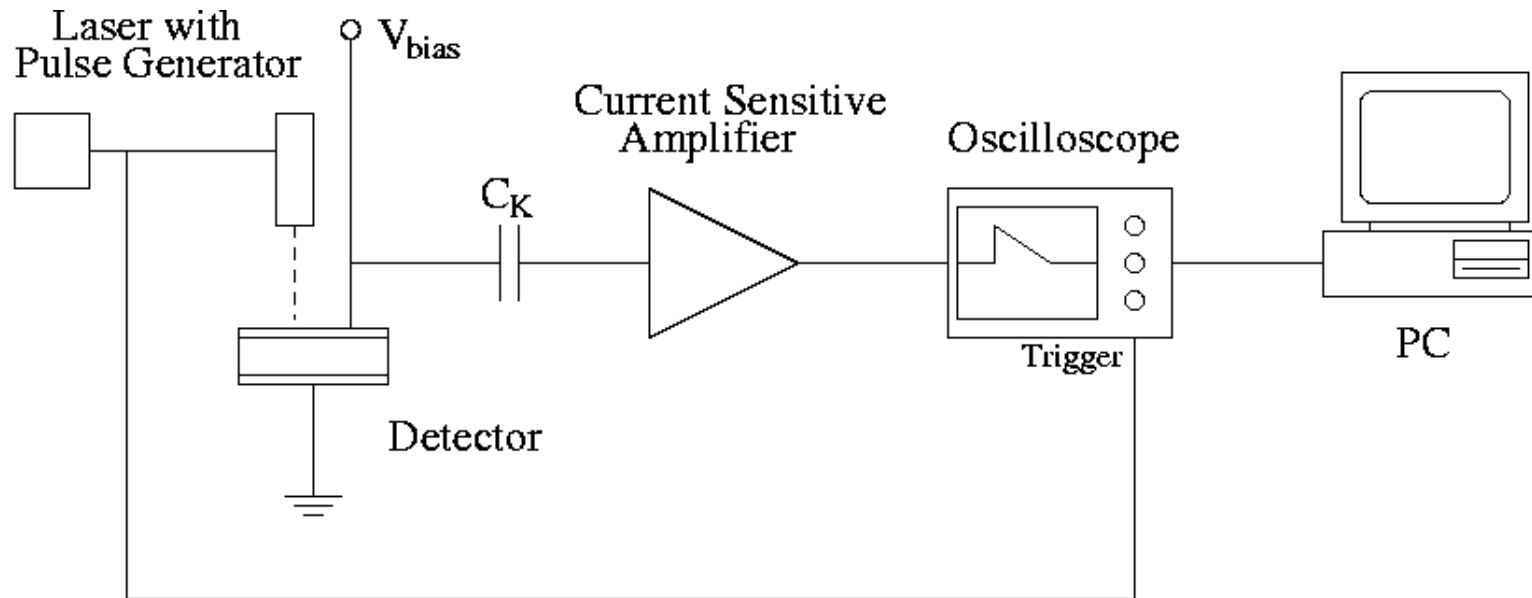 Laser with
Pulse Generator
V_bias
Current Sensitive
Amplifier
Oscilloscope
C_K
Trigger
PC
Detector